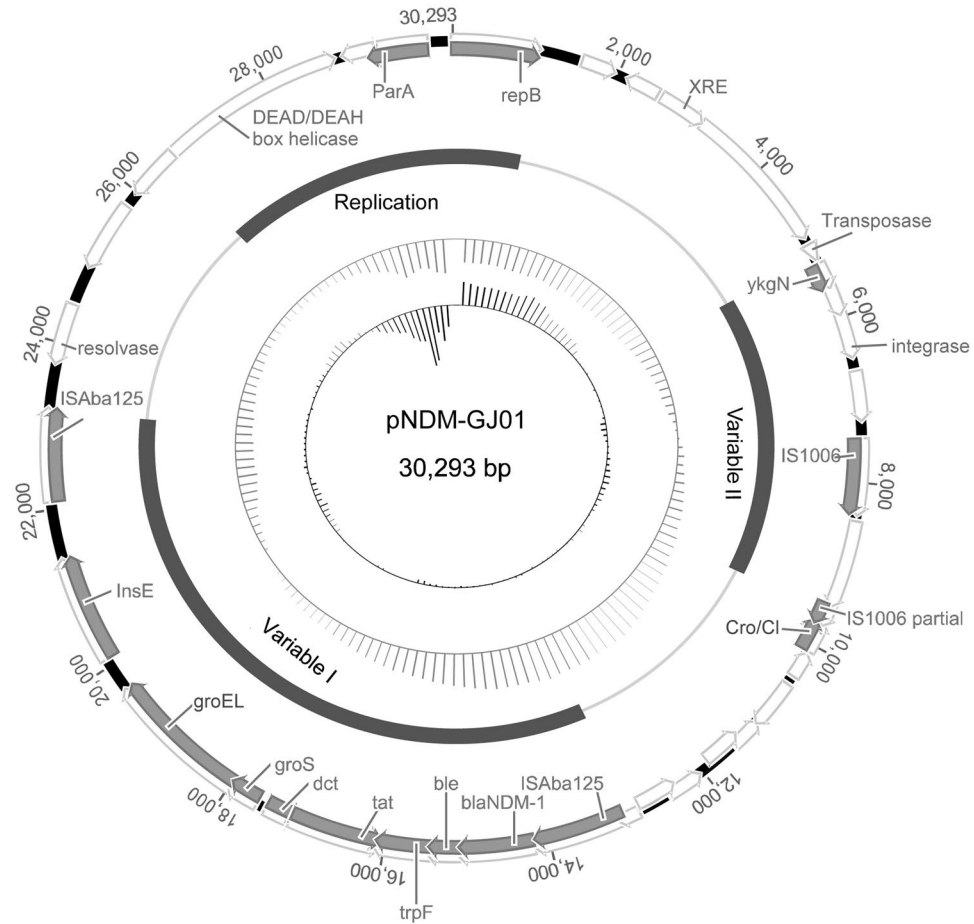 30,293
28,000
2,000
ParA
repB
XRE
DEAD/DEAH
box helicase
4,000
26,000
Replication
Transposase
ykgN
6,000
24,000
resolvase
integrase
ISAba125
pNDM-GJ01
30,293 bp
Variable II
IS1006
8,000
22,000
InsE
IS1006 partial
Cro/CI
10,000
Variable I
20,000
groEL
groS
dct
tat
ble
blaNDM-1
ISAba125
12,000
18,000
16,000
14,000
trpF